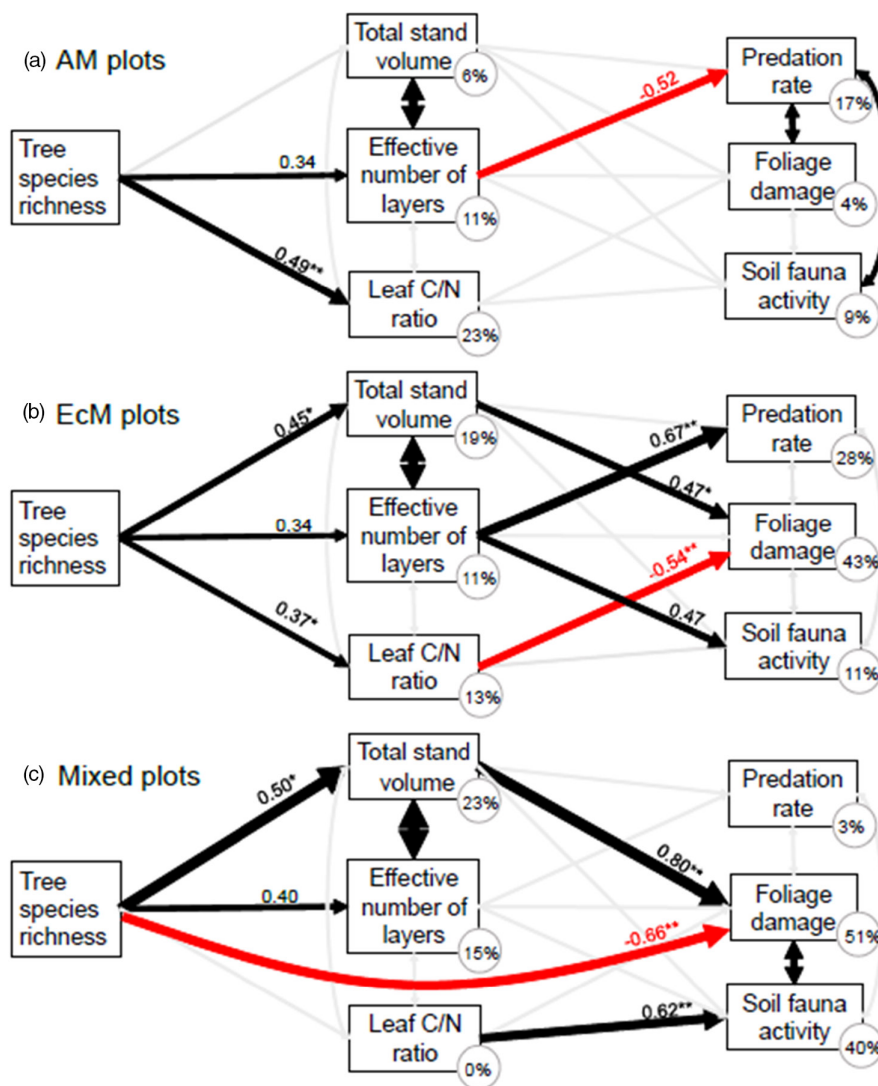 (a) AM plots
Total stand
volume
6%
Tree
species
richness
0.34
0.49**
Effective
number of
layers
11%
Leaf C/N
ratio
23%
-0.52
Predation
rate
17%
Foliage
damage
4%
Soil fauna
activity
9%
(b) EcM plots
Total stand
volume
19%
Tree
species
richness
0.45*
0.34
0.37*
Effective
number of
layers
11%
Leaf C/N
ratio
13%
0.67**
0.47*
-0.54**
0.47
Predation
rate
28%
Foliage
damage
43%
Soil fauna
activity
11%
(c) Mixed plots
Total stand
volume
23%
Tree
species
richness
0.50*
0.40
Effective
number of
layers
15%
Leaf C/N
ratio
0%
0.80**
-0.66**
0.62**
Predation
rate
3%
Foliage
damage
51%
Soil fauna
activity
40%